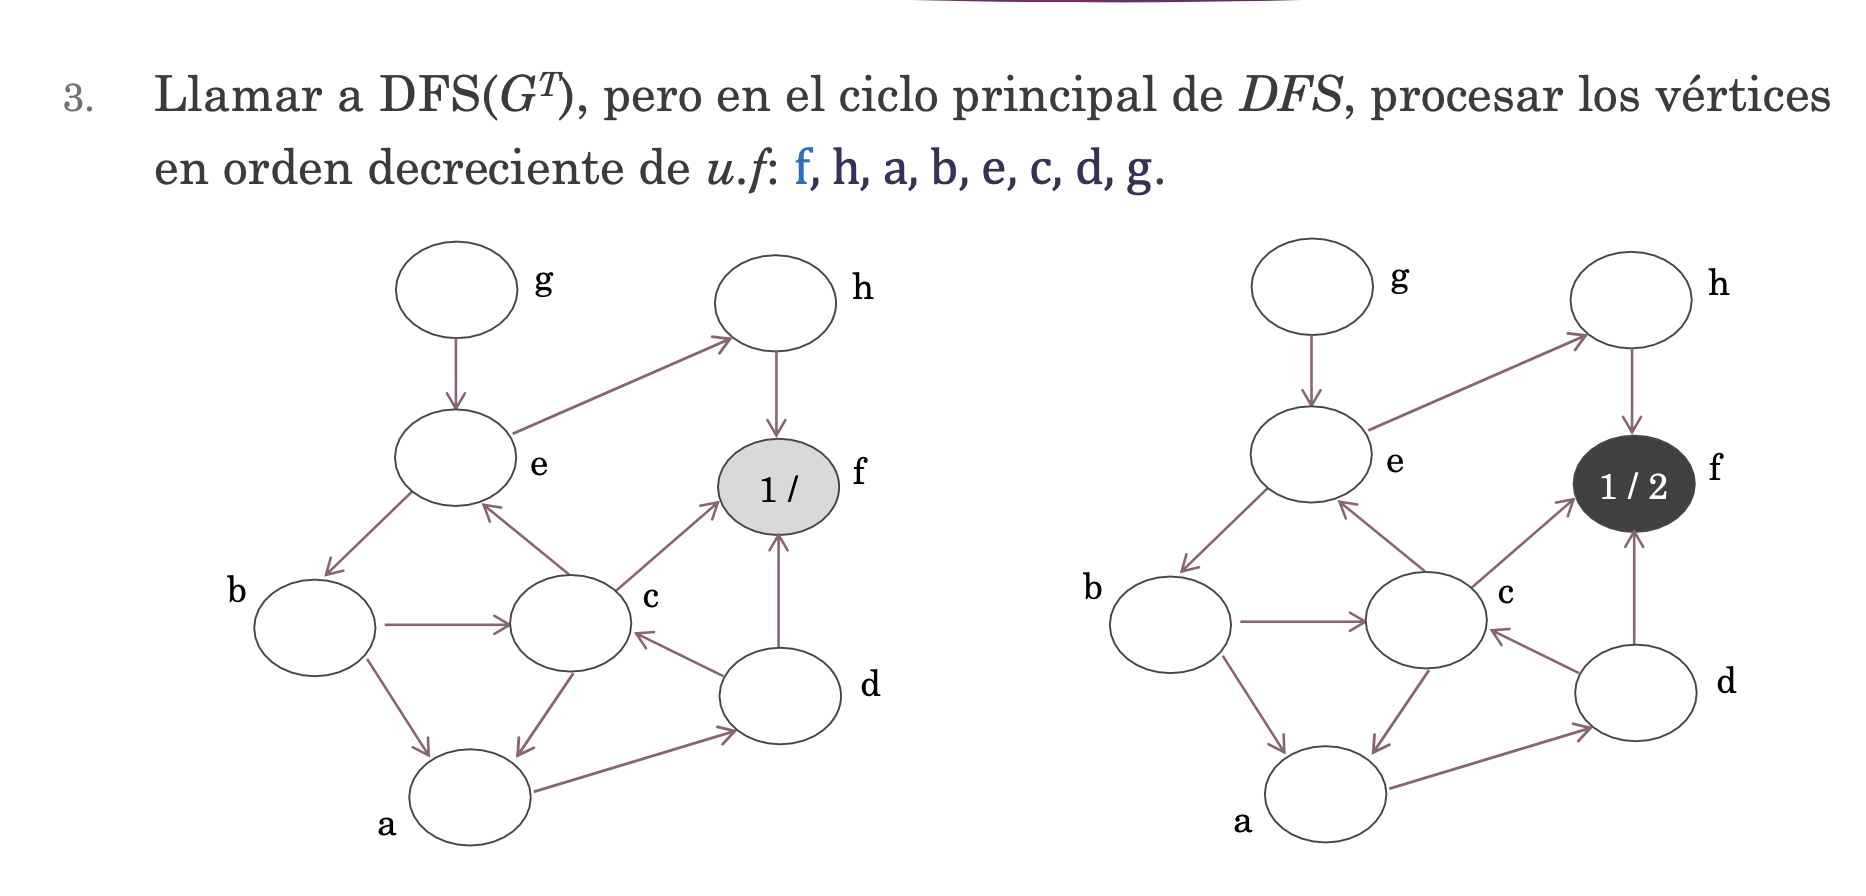 3. Llamar a DFS(Gᵀ), pero en el ciclo principal de DFS, procesar los vértices
en orden decreciente de u.f: f, h, a, b, e, c, d, g.
g
h
g
h
e
1 /
f
e
1 / 2
f
b
c
b
c
d
d
a
a